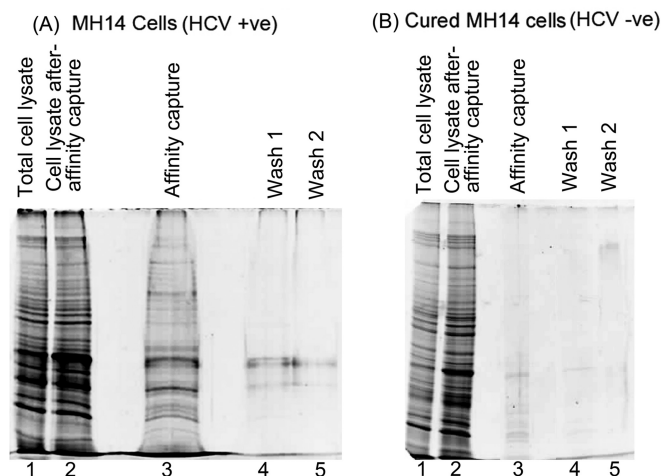 (A) MH14 Cells (HCV +ve)
Total cell lysate
Cell lysate after-
affinity capture
Affinity capture
Wash 1
Wash 2
1 2 3 4 5
(B) Cured MH14 cells (HCV -ve)
Total cell lysate
Cell lysate after-
affinity capture
Affinity capture
Wash 1
Wash 2
1 2 3 4 5